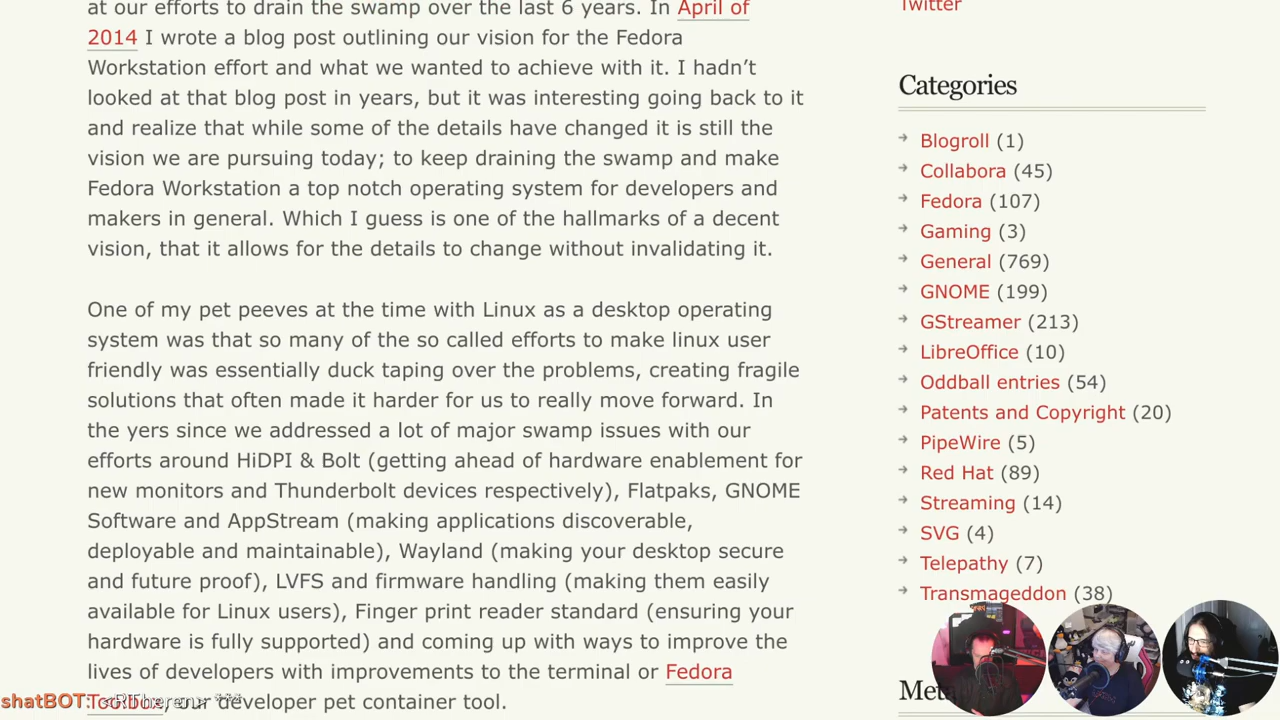 at our efforts to drain the swamp over the last 6 years. In April of
2014 I wrote a blog post outlining our vision for the Fedora
Workstation effort and what we wanted to achieve with it. I hadn’t
looked at that blog post in years, but it was interesting going back to it
and realize that while some of the details have changed it is still the
vision we are pursuing today; to keep draining the swamp and make
Fedora Workstation a top notch operating system for developers and
makers in general. Which I guess is one of the hallmarks of a decent
vision, that it allows for the details to change without invalidating it.
One of my pet peeves at the time with Linux as a desktop operating
system was that so many of the so called efforts to make linux user
friendly was essentially duck taping over the problems, creating fragile
solutions that often made it harder for us to really move forward. In
the yers since we addressed a lot of major swamp issues with our
efforts around HiDPI & Bolt (getting ahead of hardware enablement for
new monitors and Thunderbolt devices respectively), Flatpaks, GNOME
Software and AppStream (making applications discoverable,
deployable and maintainable), Wayland (making your desktop secure
and future proof), LVFS and firmware handling (making them easily
available for Linux users), Finger print reader standard (ensuring your
hardware is fully supported) and coming up with ways to improve the
lives of developers with improvements to the terminal or Fedora
developer pet container tool.
shatBOT:
Twitter
Categories
Blogroll (1)
Collabora (45)
Fedora (107)
Gaming (3)
General (769)
GNOME (199)
GStreamer (213)
LibreOffice (10)
Oddball entries (54)
Patents and Copyright (20)
PipeWire (5)
Red Hat (89)
Streaming (14)
SVG (4)
Telepathy (7)
Transmageddon (38)